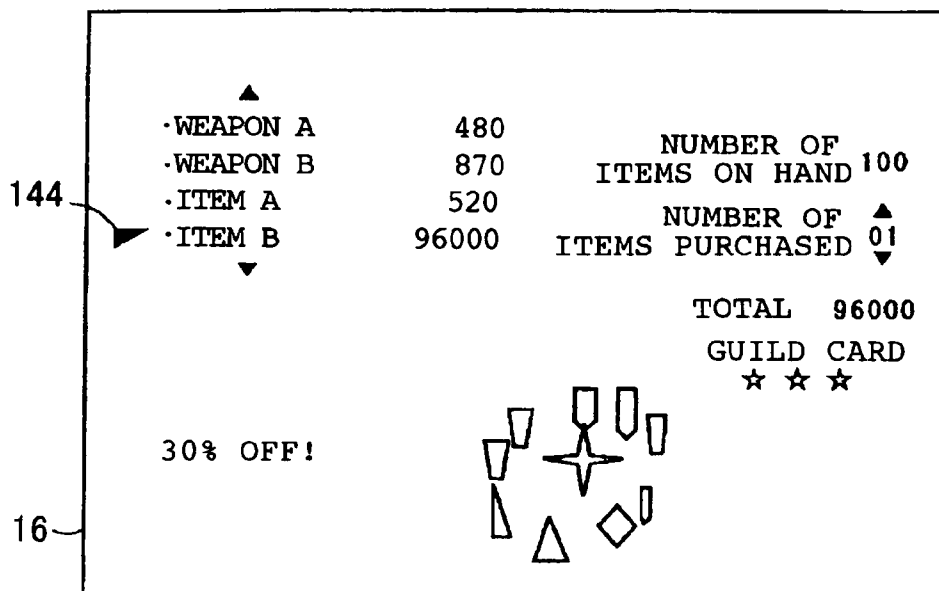 ·WEAPON A 480
·WEAPON B 870
·ITEM A 520
·ITEM B 96000
144
NUMBER OF
ITEMS ON HAND 100
NUMBER OF
ITEMS PURCHASED 01
TOTAL 96000
GUILD CARD
☆ ☆ ☆
30% OFF!
16